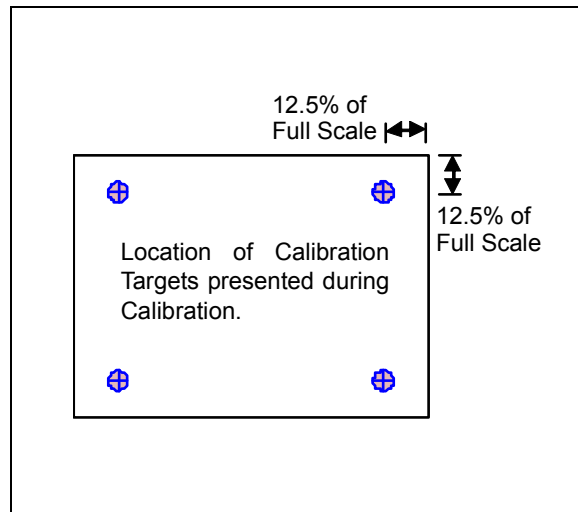 12.5% of
Full Scale
12.5% of
Full Scale
Location of Calibration
Targets presented during
Calibration.